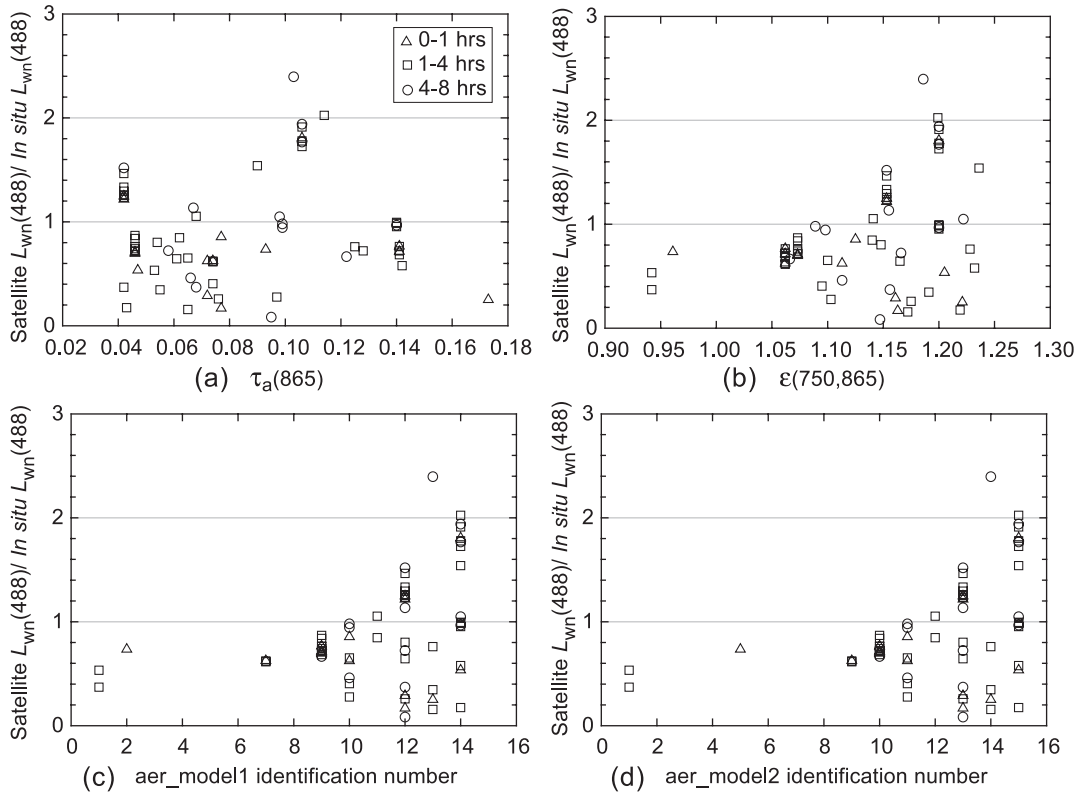 Satellite Lwn(488)/ In situ Lwn(488)
3
2
1
0
0-1 hrs
1-4 hrs
4-8 hrs
0.02 0.04 0.06 0.08 0.10 0.12 0.14 0.16 0.18
(a) τa(865)
Satellite Lwn(488)/ In situ Lwn(488)
3
2
1
0
0.90 0.95 1.00 1.05 1.10 1.15 1.20 1.25 1.30
(b) ε(750,865)
Satellite Lwn(488)/ In situ Lwn(488)
3
2
1
0
0 2 4 6 8 10 12 14 16
(c) aer_model1 identification number
Satellite Lwn(488)/ In situ Lwn(488)
3
2
1
0
0 2 4 6 8 10 12 14 16
(d) aer_model2 identification number